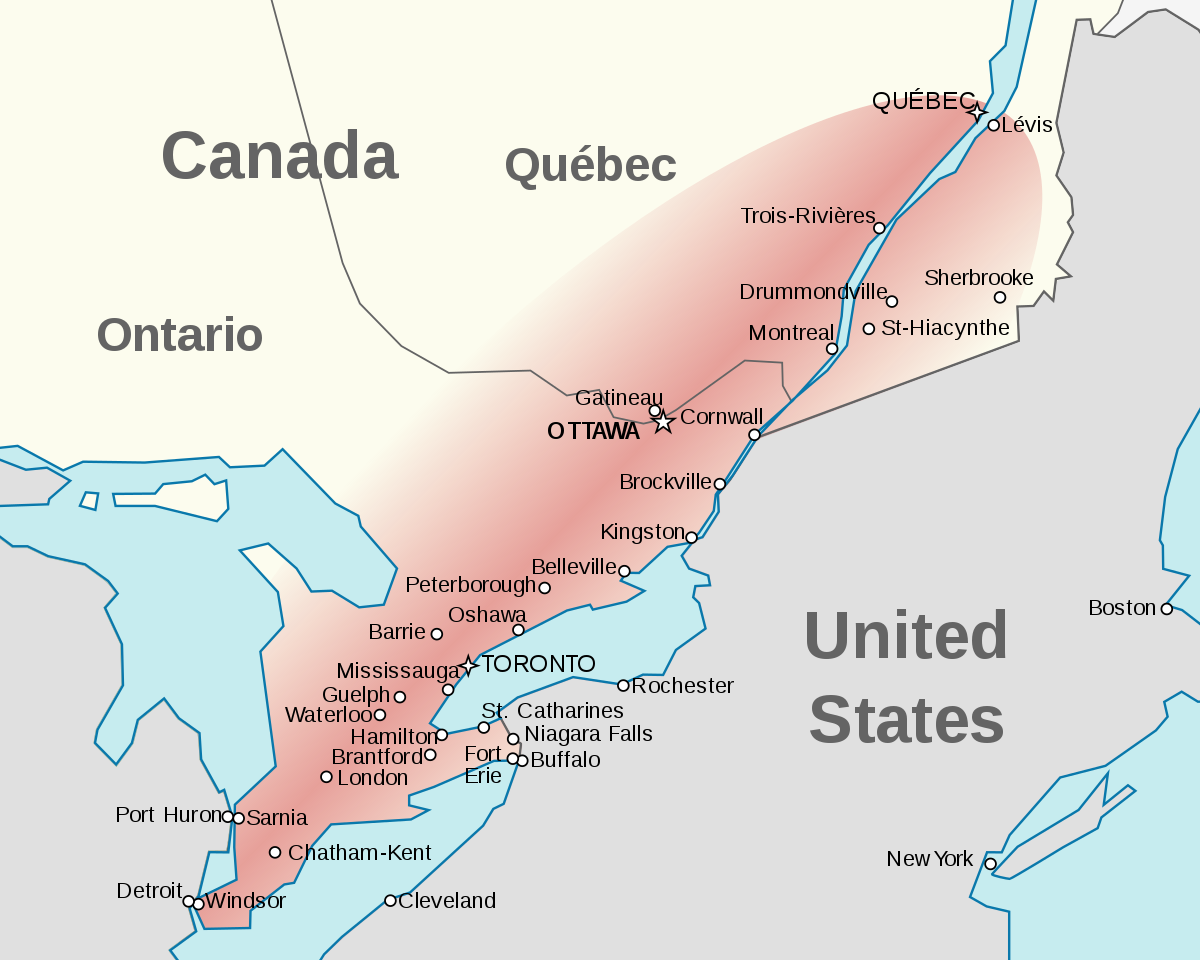 QUÉBEC
Lévis
Canada
Québec
Trois-Rivières
Sherbrooke
Drummondville
St-Hiacynthe
Montreal
Ontario
Gatineau
Cornwall
OTTAWA
Brockville
Kingston
Belleville
Peterborough
Oshawa
Barrie
Boston
United
States
Mississauga
TORONTO
Guelph
Rochester
Waterloo
St. Catharines
Hamilton
Niagara Falls
Brantford
Fort
Erie
Buffalo
London
Port Huron
Sarnia
Chatham-Kent
New York
Detroit
Windsor
Cleveland